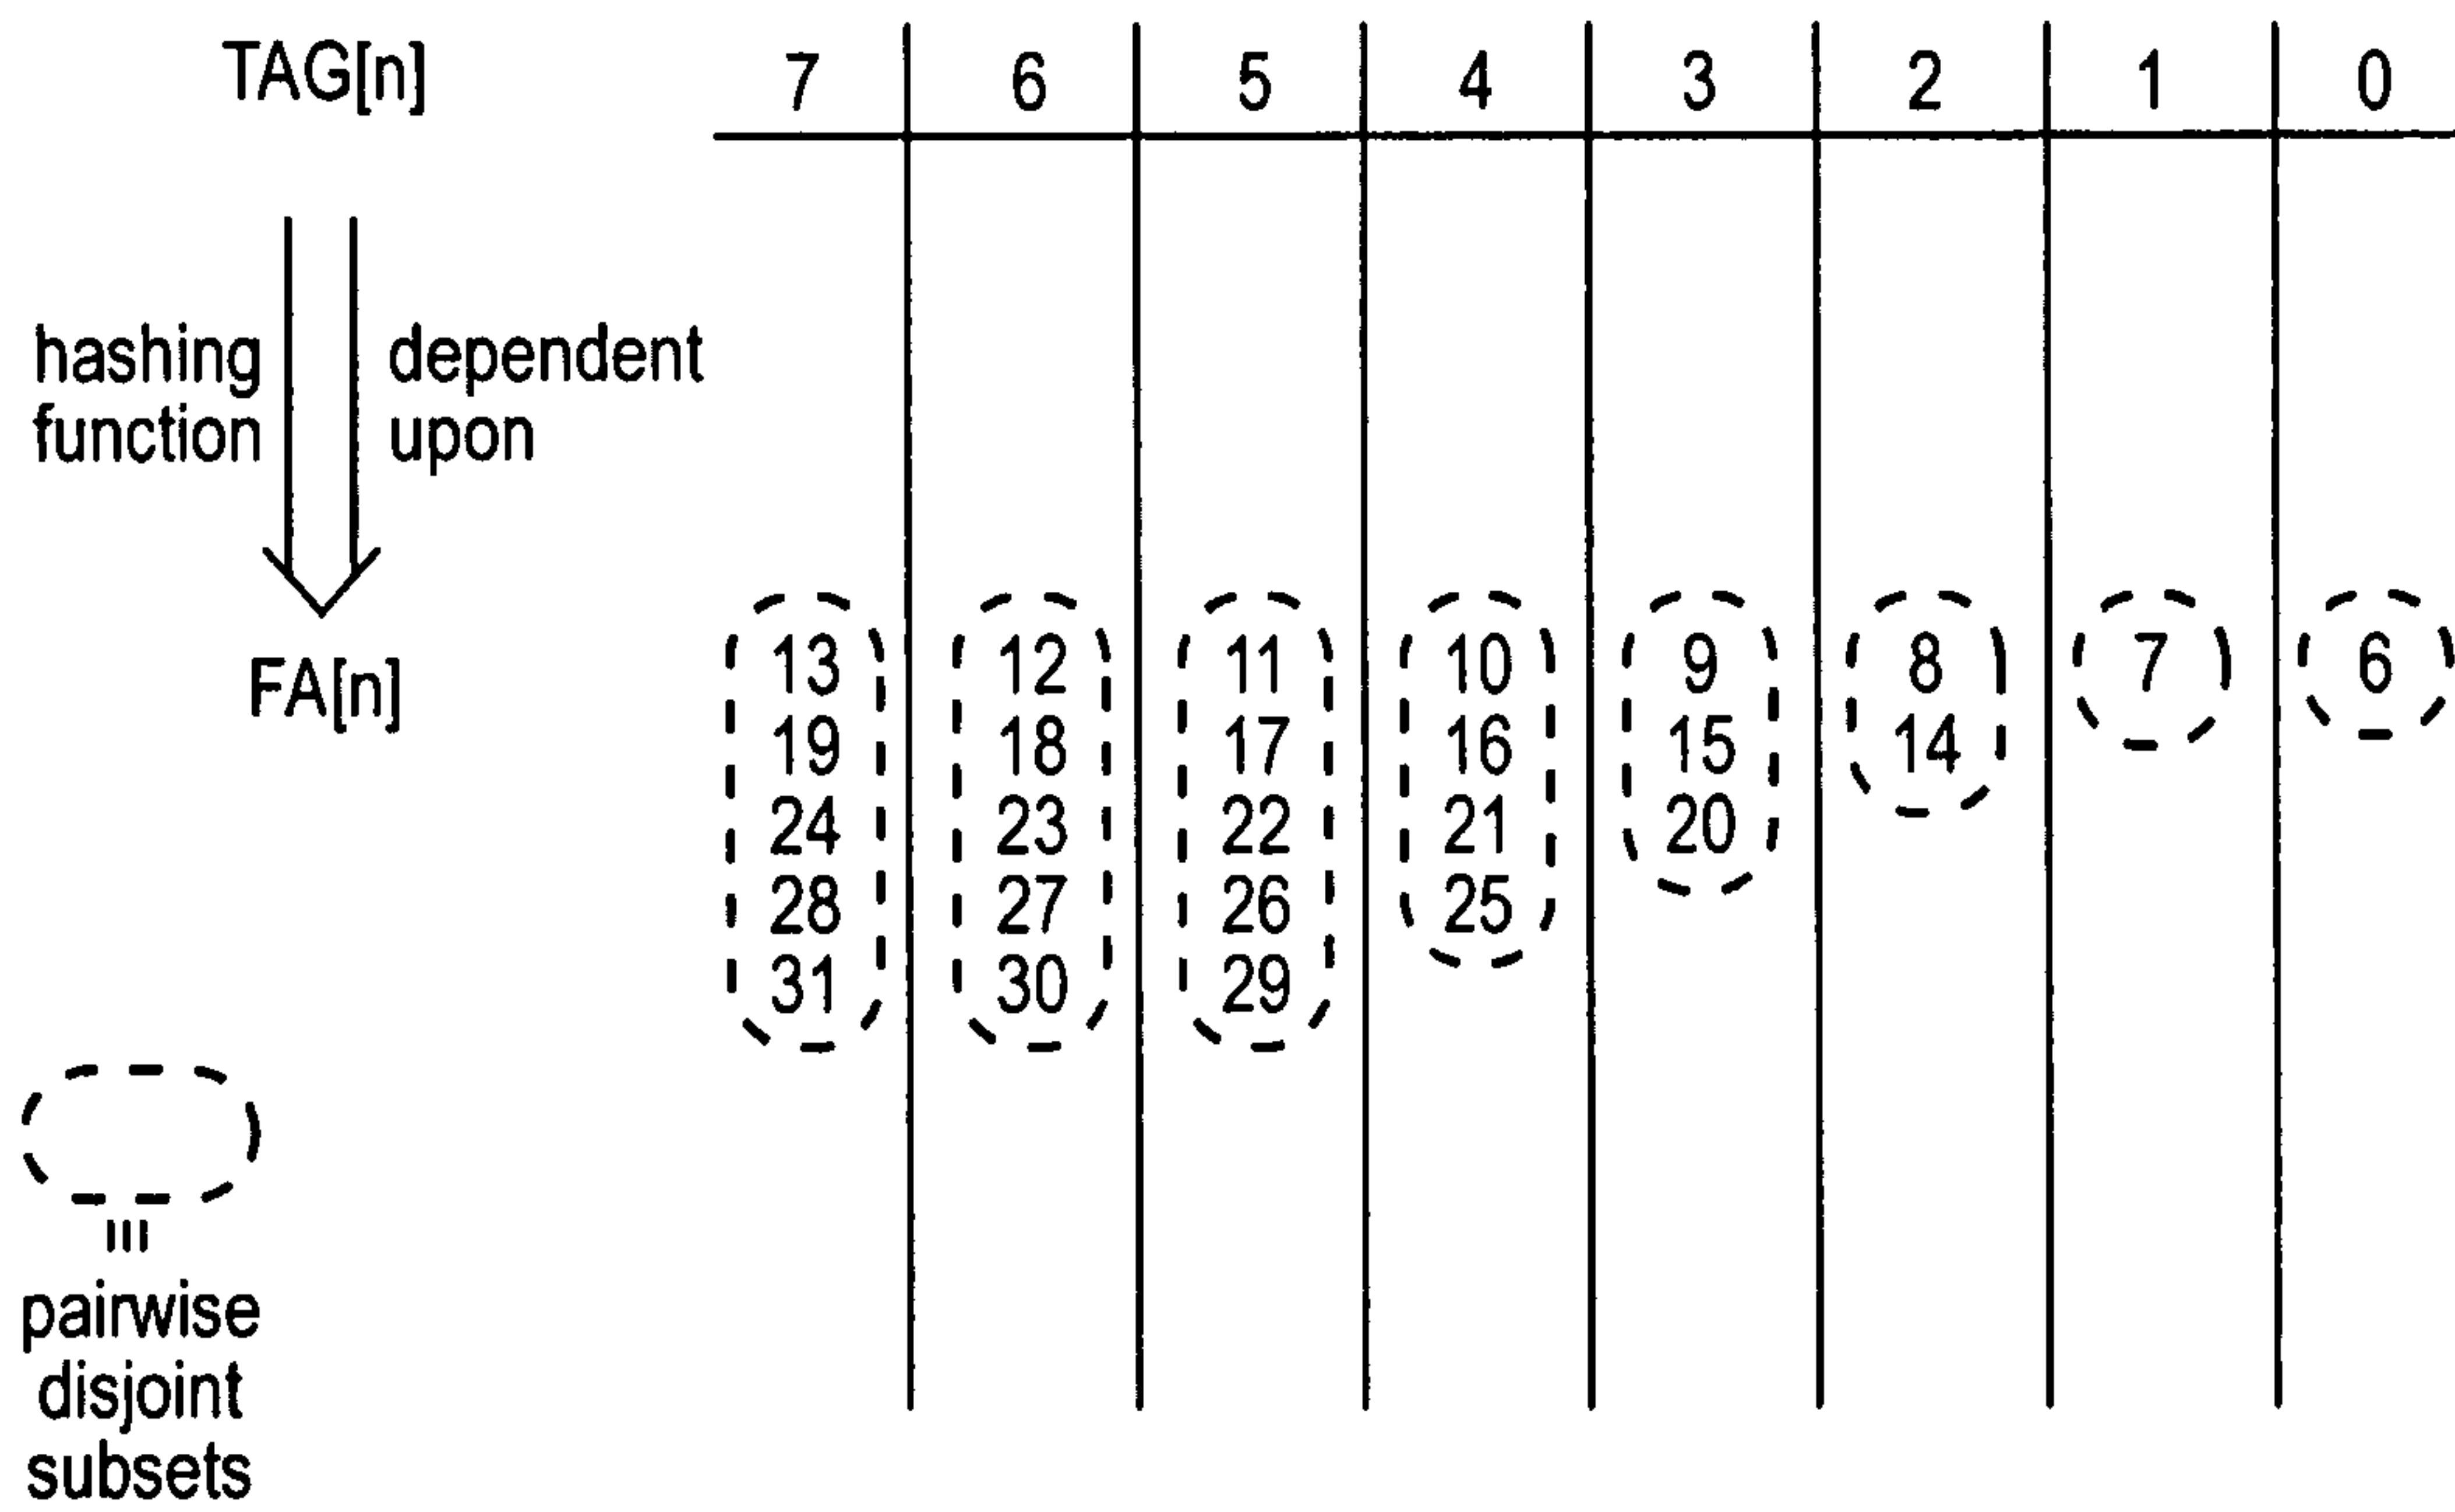 TAG[n] 7 6 5 4 3 2 1 0
hashing dependent
function upon
FA[n] 13 12 11 10 9 8 7 6
19 18 17 16 15 14
24 23 22 21 20
28 27 26 25
31 30 29
pairwise
disjoint
subsets